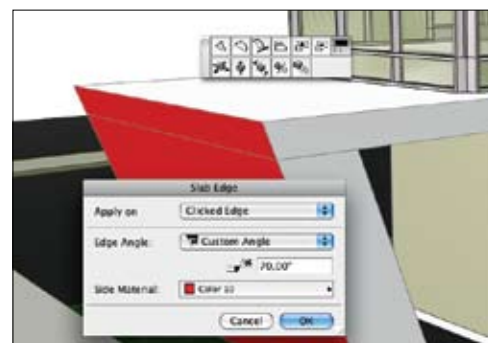 Slab Edge
Apply on Clicked Edge
Edge Angle: Custom Angle
70.00°
Side Material: Color 10
Cancel OK